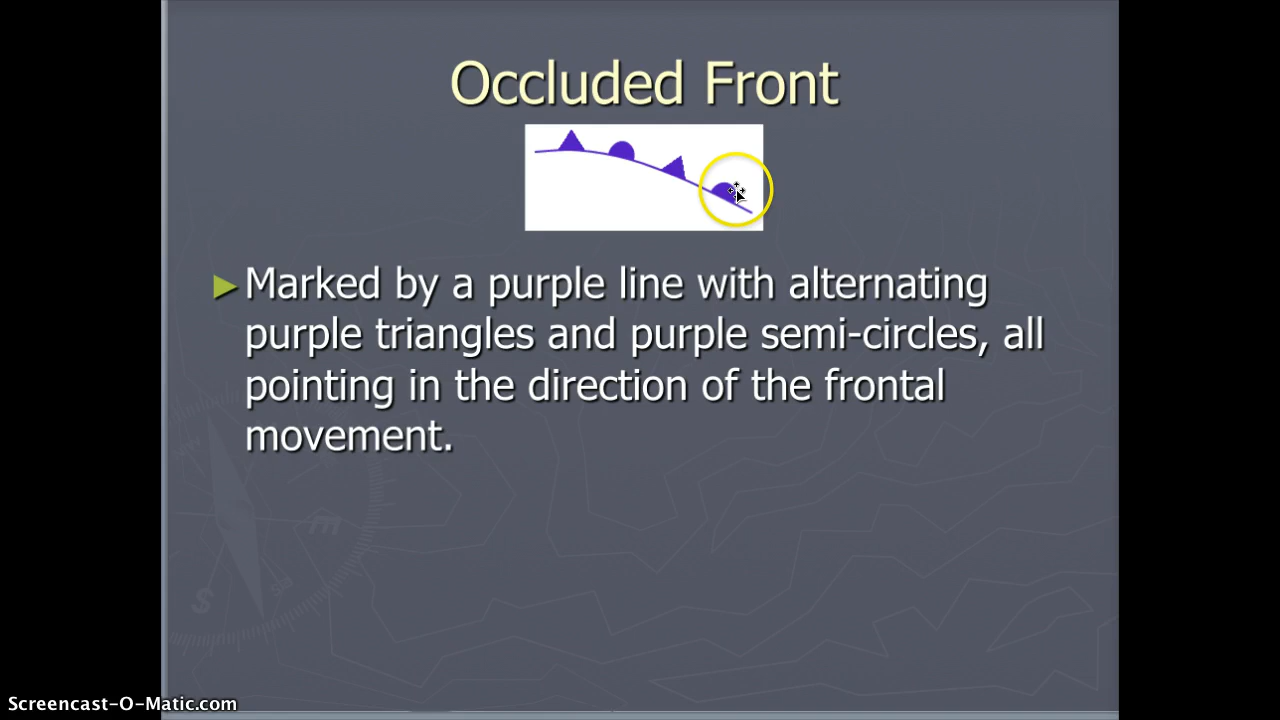 Occluded Front
Marked by a purple line with alternating
purple triangles and purple semi-circles, all
pointing in the direction of the frontal
movement.
m
S
Screencast-O-Matic.com